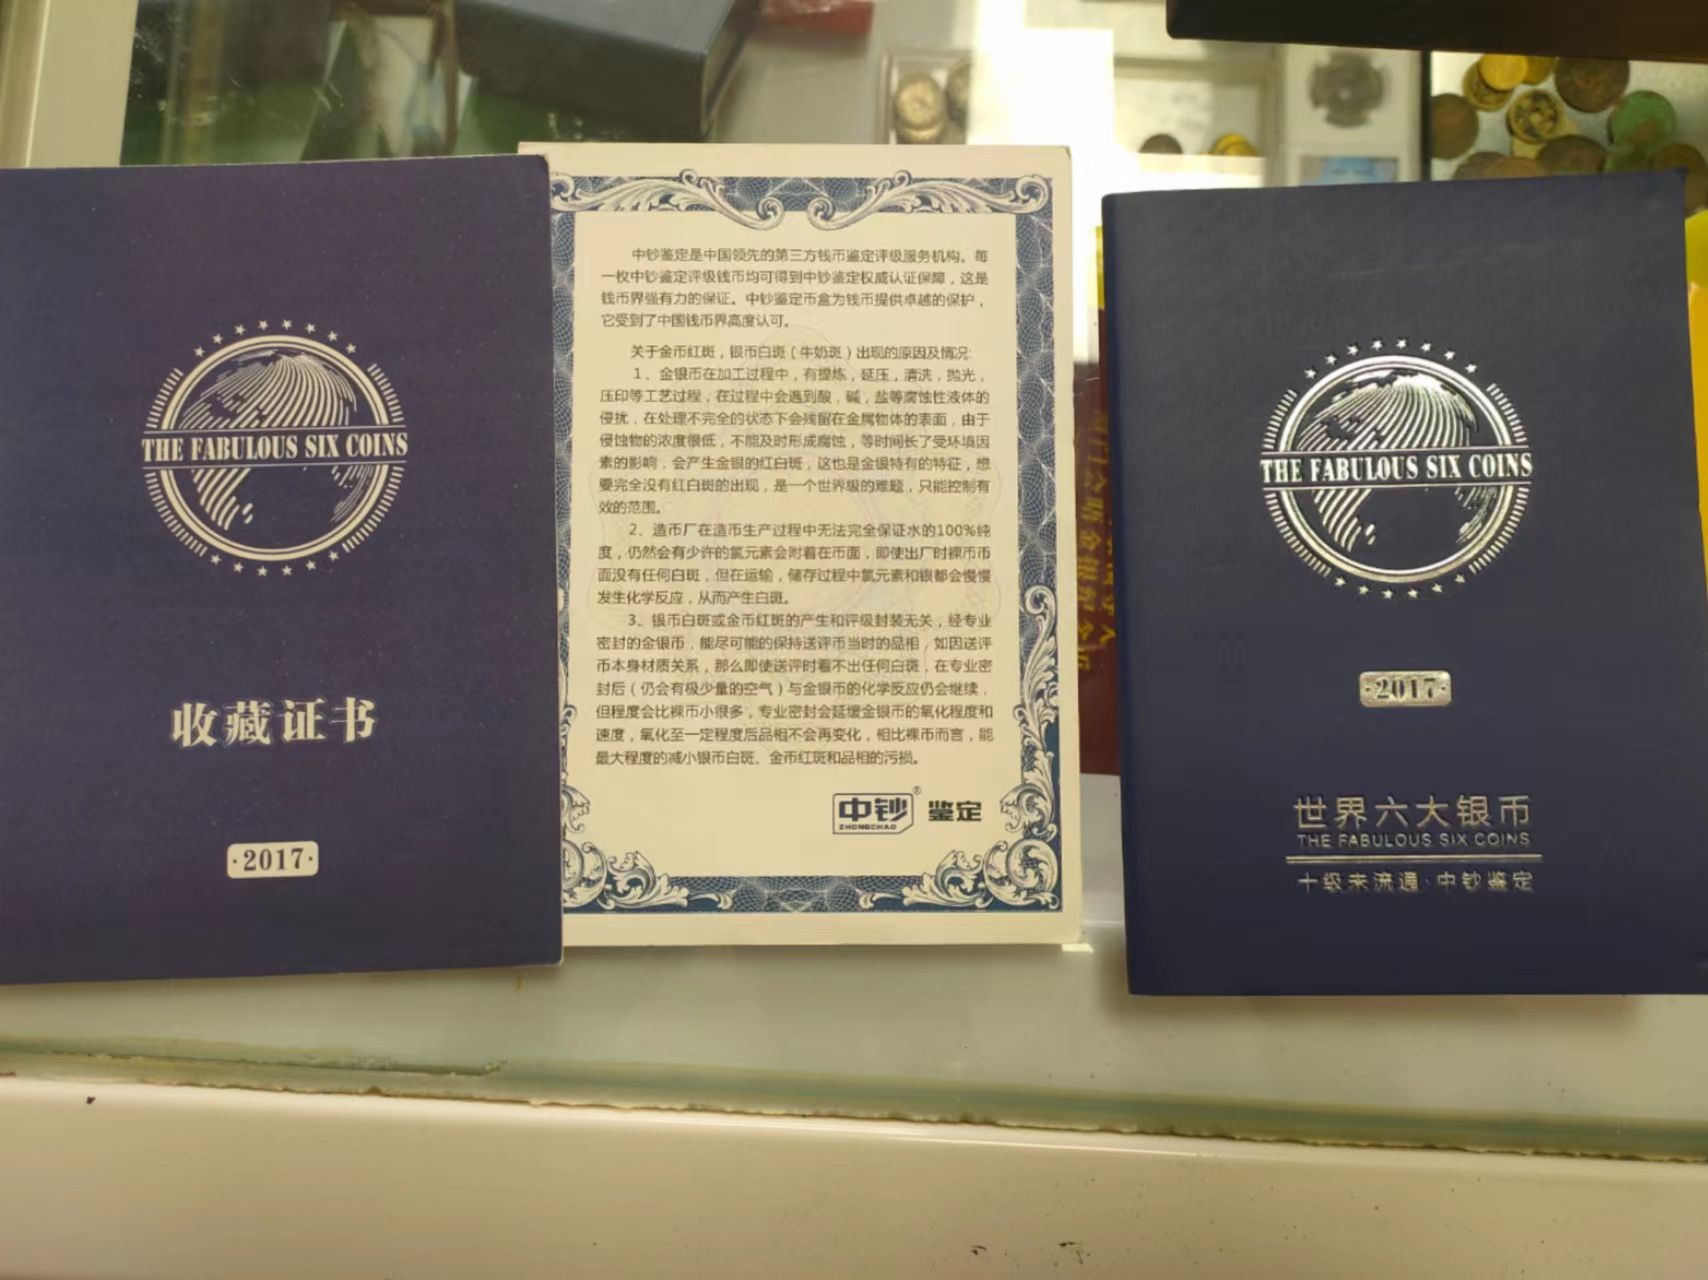 THE FABULOUS SIX COINS
收藏证书
·2017·
中钞鉴定是中国领先的第三方钱币鉴定评级服务机构。每
一枚中钞鉴定评级钱币均可得到中钞鉴定权威认证保障，这是
钱币界强有力的保证。中钞鉴定币盒为钱币提供卓越的保护，
它受到了中国钱币界高度认可。
关于金币红斑，银币白斑（牛奶斑）出现的原因及情况:
1、金银币在加工过程中，有提炼，延压，清洗，抛光，
压印等工艺过程，在过程中会遇到酸，碱，盐等腐蚀性液体的
侵扰，在处理不完全的状态下会残留在金属物体的表面，由于
侵蚀物的浓度很低，不能及时形成腐蚀，等时间长了受环境因
素的影响，会产生金银的红白斑，这也是金银特有的特征，想
要完全没有红白斑的出现，是一个世界级的难题，只能控制有
效的范围。
2、造币厂在造币生产过程中无法完全保证水的100%纯
度，仍然会有少许的氯元素会附着在币面，即使出厂时裸币币
面没有任何白斑，但在运输，储存过程中氯元素和银都会慢慢
发生化学反应，从而产生白斑。
3、银币白斑或金币红斑的产生和评级封装无关，经专业
密封的金银币，能尽可能的保持送评币当时的品相，如因送评
币本身材质关系，那么即使送评时看不出任何白斑，在专业密
封后（仍会有极少量的空气）与金银币的化学反应仍会继续，
但程度会比裸币小很多，专业密封会延缓金银币的氧化程度和
速度，氧化至一定程度后品相不会再变化，相比裸币而言，能
最大程度的减小银币白斑、金币红斑和品相的污损。
中钞® 鉴定
ZHONGCHAO
THE FABULOUS SIX COINS
·2017·
世界六大银币
THE FABULOUS SIX COINS
十级未流通·中钞鉴定